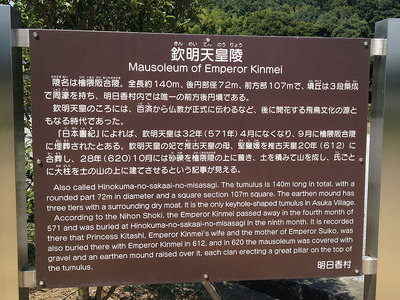 欽明天皇陵
きん めい てん のう りょう
Mausoleum of Emperor Kinmei
陵名は檜隈阪合陵。全長約140m、後円部径72m、前方部107mで、墳丘は3段築成
で周濠を持ち、明日香村内では唯一の前方後円墳である。
欽明天皇のころには、百済から仏教が正式に伝わるなど、後に開花する飛鳥文化の源と
もなる時代であった。
『日本書紀』によれば、欽明天皇は32年(571年)4月になくなり、9月に檜隈阪合陵
に埋葬されたとある。欽明天皇の妃で推古天皇の母、堅塩媛を推古天皇20年(612)に
合葬し、28年(620)10月には砂礫を檜隈陵の上に葺き、土を積みて山を成し、氏ごと
に大柱を土の山の上に建てさせるという記事が見える。
Also called Hinokuma-no-sakaai-no-misasagi. The tumulus is 140m long in total, with a
rounded part 72m in diameter and a square section 107m square. The earthen mound has
three tiers with a surrounding dry moat. It is the only keyhole-shaped tumulus in Asuka Village.
According to the Nihon Shoki, the Emperor Kinmei passed away in the fourth month of
571 and was buried at Hinokuma-no-sakaai-no-misasagi in the ninth month. It is recorded
there that Princess Kitashi, Emperor Kinmei's wife and the mother of Emperor Suiko, was
also buried there with Emperor Kinmei in 612, and in 620 the mausoleum was covered with
gravel and an earthen mound raised over it, each clan erecting a great pillar on the top of
the tumulus.
明日香村